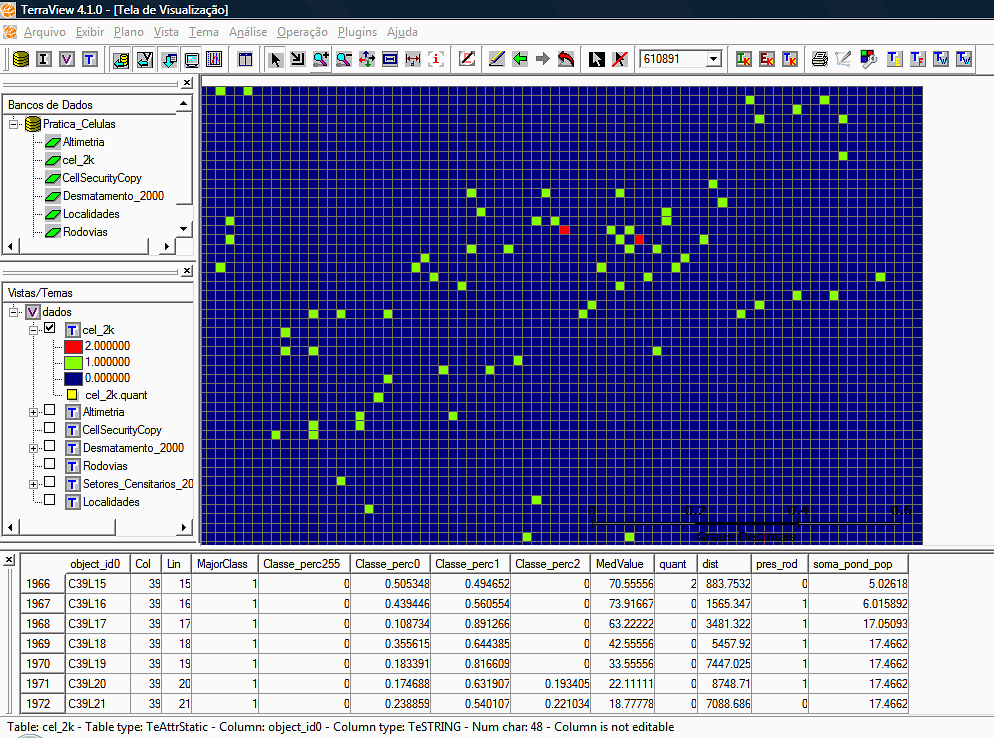 TerraView 4.1.0 - [Tela de Visualização]
Arquivo Exibir Plano Vista Tema Análise Operação Plugins Ajuda
610891
Bancos de Dados
Pratica_Celulas
Altimetria
cel_2k
CellSecurityCopy
Desmatamento_2000
Localidades
Rodovias
Vistas/Temas
dados
cel_2k
2.000000
1.000000
0.000000
cel_2k.quant
Altimetria
CellSecurityCopy
Desmatamento_2000
Rodovias
Setores_Censitarios_20
Localidades
object_id0 Col Lin MajorClass Classe_perc255 Classe_perc0 Classe_perc1 Classe_perc2 MedValue quant dist pres_rod soma_pond_pop
1966 C39L15 39 15 1 0 0.505348 0.494652 0 70.55556 2 883.7532 0 5.02618
1967 C39L16 39 16 1 0 0.439446 0.560554 0 73.91667 0 1565.347 1 6.015892
1968 C39L17 39 17 1 0 0.108734 0.891266 0 63.22222 0 3481.322 1 17.05093
1969 C39L18 39 18 1 0 0.355615 0.644385 0 42.55556 0 5457.92 1 17.4662
1970 C39L19 39 19 1 0 0.183391 0.816609 0 33.55556 0 7447.025 1 17.4662
1971 C39L20 39 20 1 0 0.174688 0.631907 0.193405 22.11111 0 8748.71 1 17.4662
1972 C39L21 39 21 1 0 0.238859 0.540107 0.221034 18.77778 0 7088.686 1 17.4662
Table: cel_2k - Table type: TeAttrStatic - Column: object_id0 - Column type: TeSTRING - Num char: 48 - Column is not editable